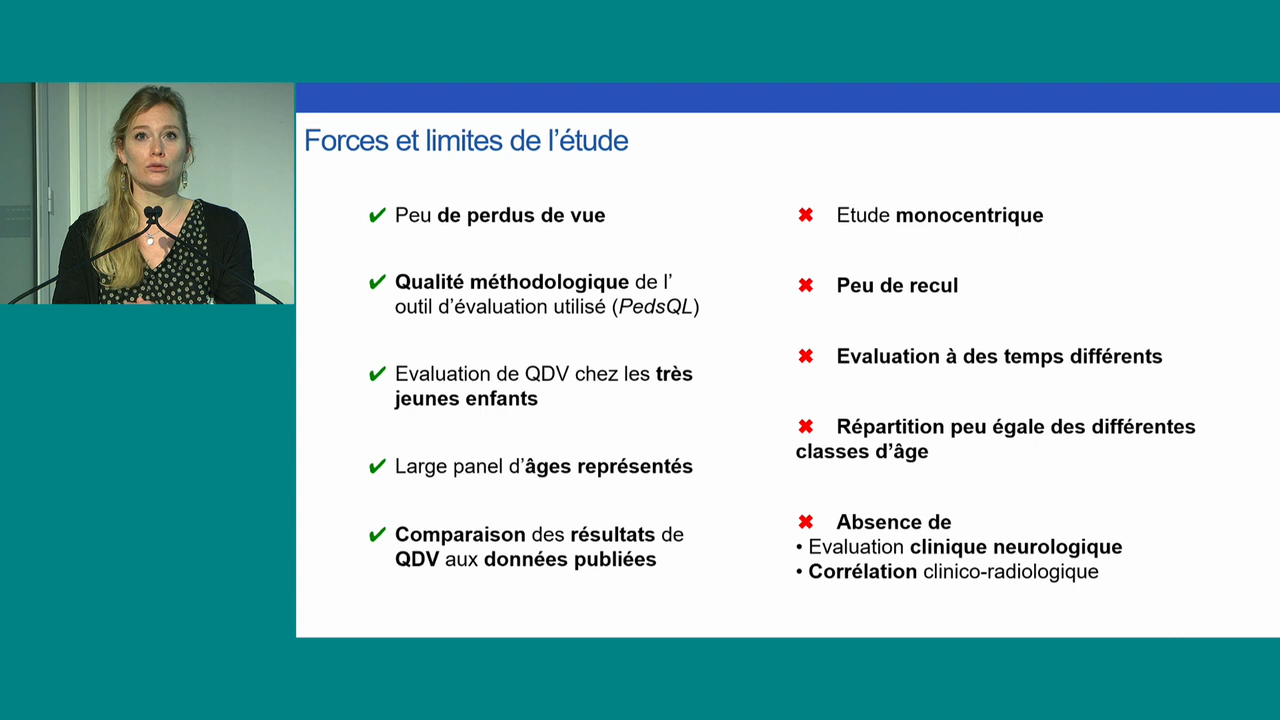 Forces et limites de l'étude
✔ Peu de perdus de vue
✔ Qualité méthodologique de l'
outil d'évaluation utilisé (PedsQL)
✔ Evaluation de QDV chez les très
jeunes enfants
✔ Large panel d'âges représentés
✔ Comparaison des résultats de
QDV aux données publiées
✖ Etude monocentrique
✖ Peu de recul
✖ Evaluation à des temps différents
✖ Répartition peu égale des différentes
classes d'âge
✖ Absence de
• Evaluation clinique neurologique
• Corrélation clinico-radiologique